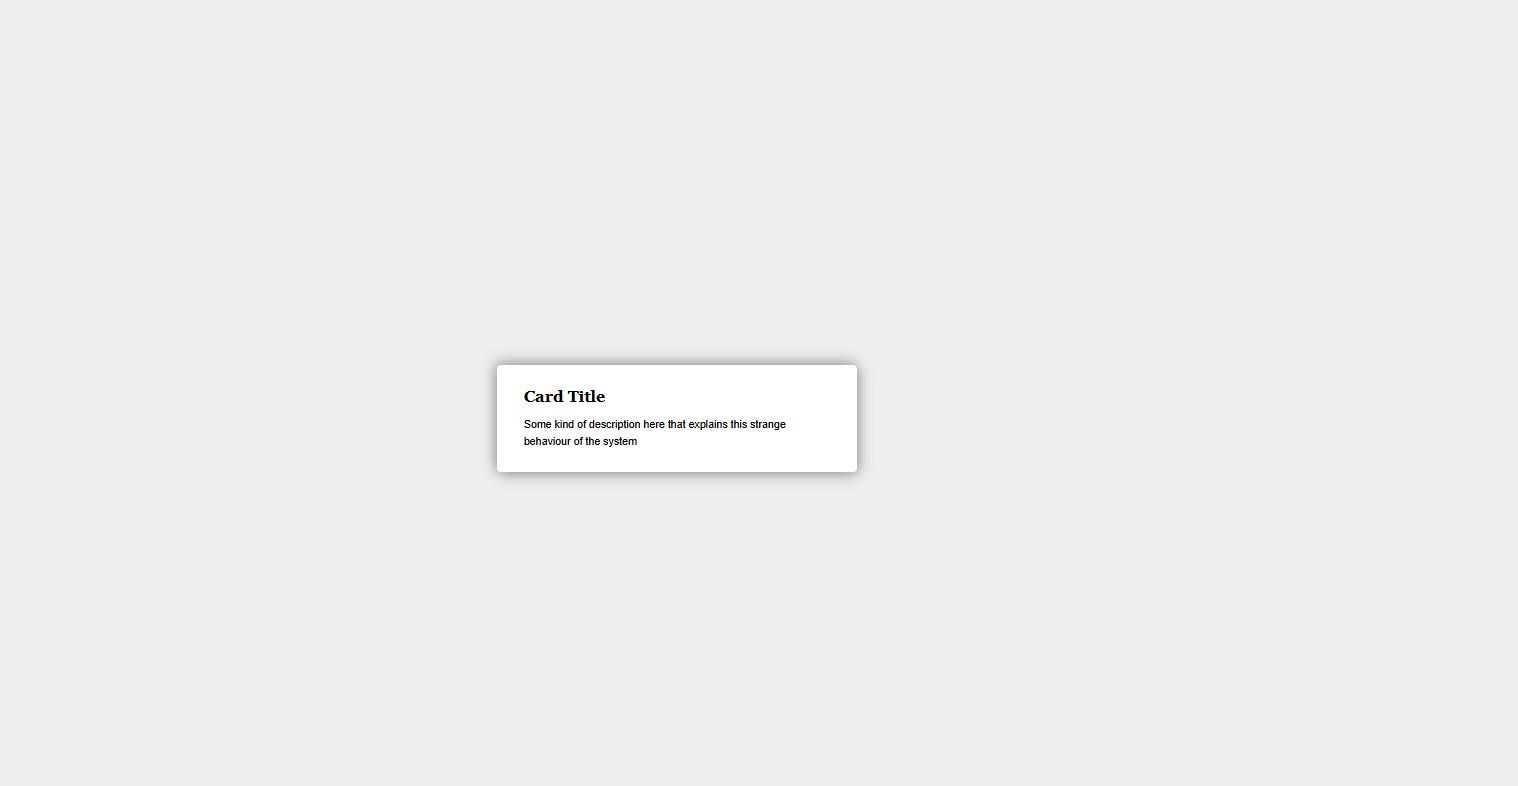 Card Title
Some kind of description here that explains this strange
behaviour of the system